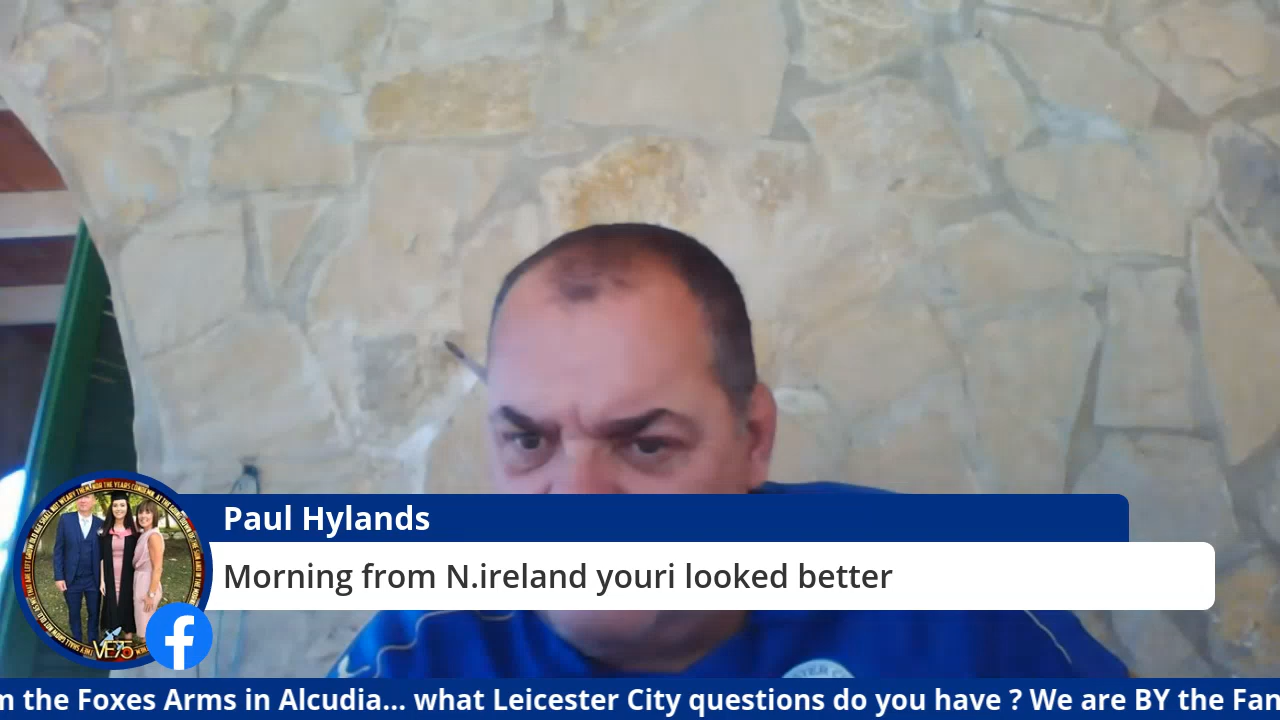 Paul Hylands
Morning from N.ireland youri looked better
VE75
the Foxes Arms in Alcudia... what Leicester City questions do you have ? We are BY the